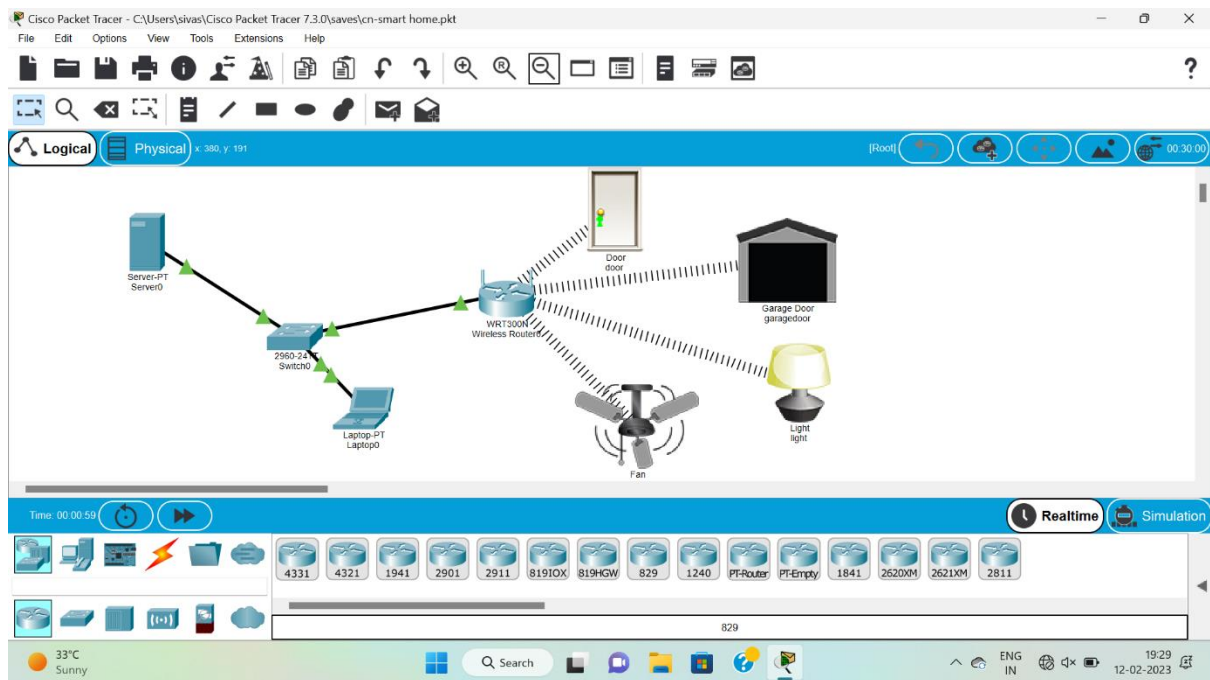 Cisco Packet Tracer - C:\Users\sivas\Cisco Packet Tracer 7.3.0\saves\cn-smart home.pkt
File Edit Options View Tools Extensions Help
?
Logical Physical x: 380, y: 191 [Root] 00:30:00
Door
door
Server-PT
Server0
Garage Door
garagedoor
WRT300N
Wireless Router0
2960-24TT
Switch0
Light
light
Laptop-PT
Laptop0
Fan
Time: 00:00:59 Realtime Simulation
4331 4321 1941 2901 2911 819IOX 819HGW 829 1240 PT-Router PT-Empty 1841 2620XM 2621XM 2811
829
33°C
Sunny
Search
ENG
IN
19:29
12-02-2023